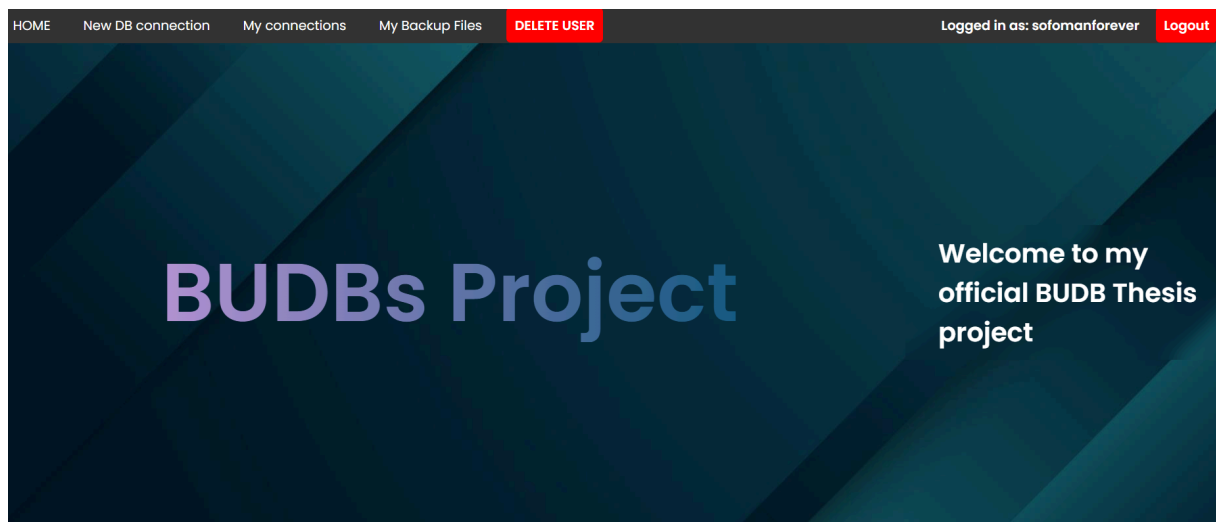 HOME New DB connection My connections My Backup Files DELETE USER Logged in as: sofomanforever Logout
BUDBs Project
Welcome to my
official BUDB Thesis
project